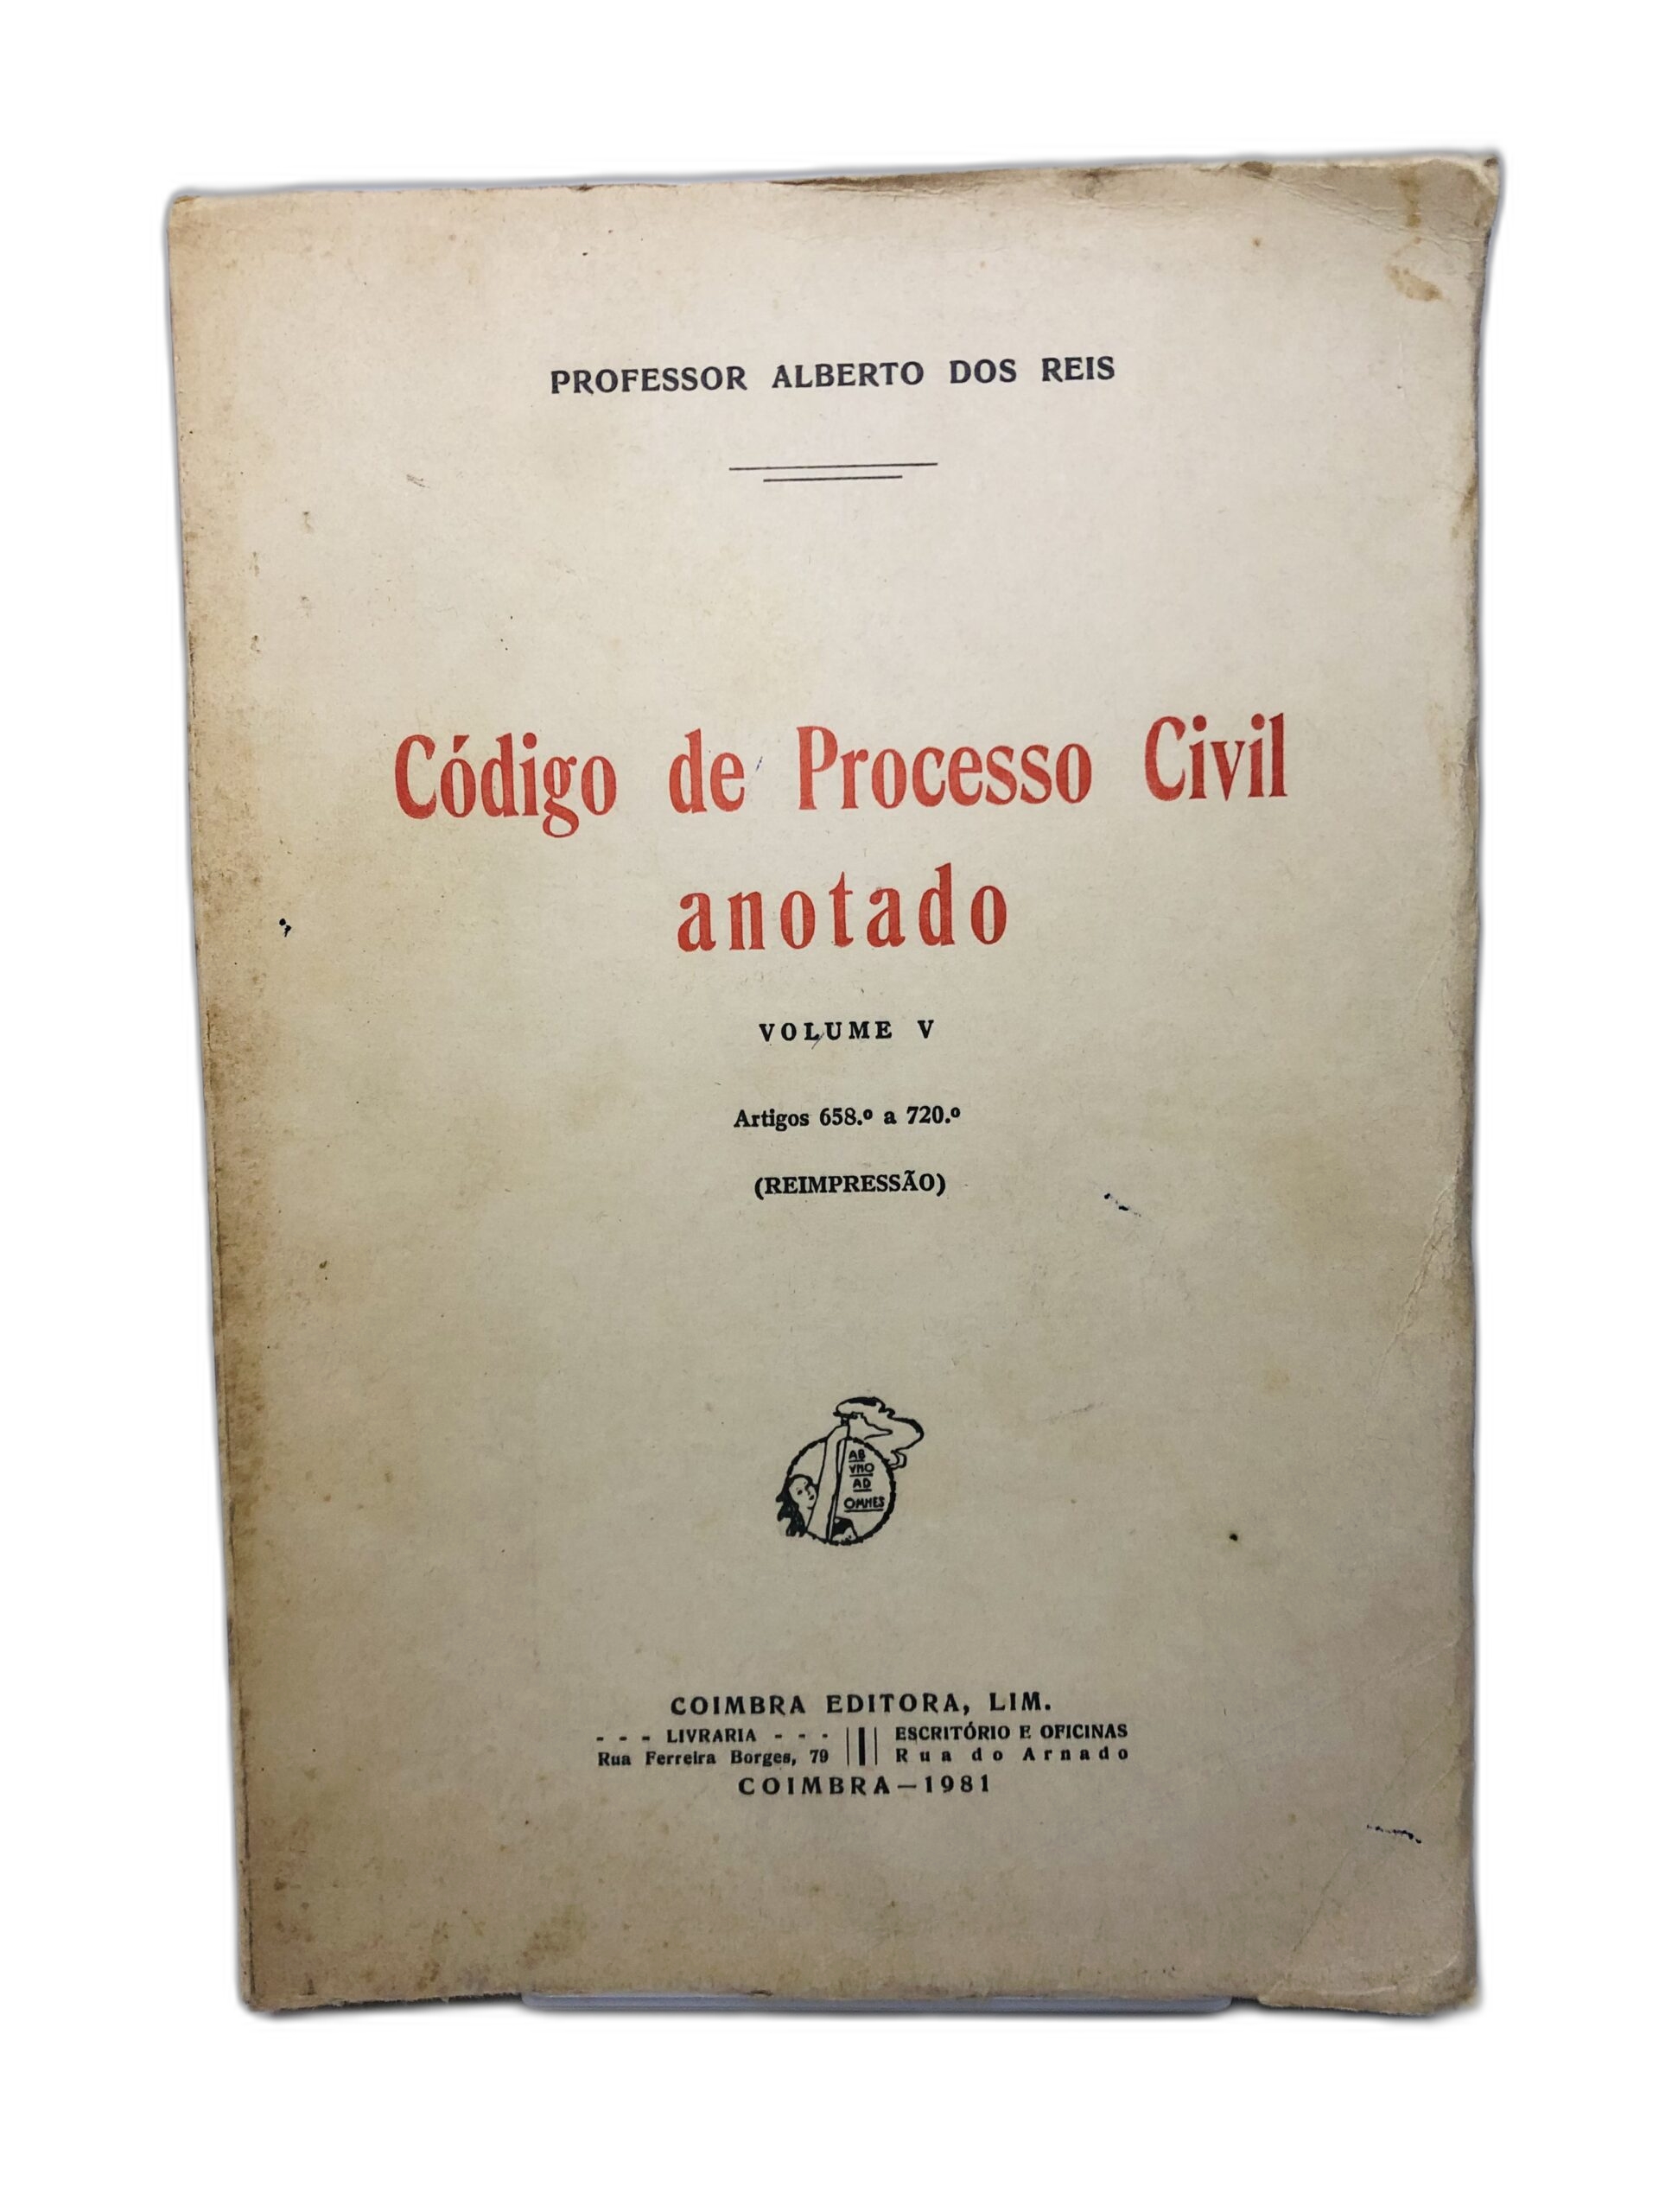 PROFESSOR ALBERTO DOS REIS
Código de Processo Civil
anotado
VOLUME V
Artigos 658.º a 720.º
(REIMPRESSÃO)
AB
VNO
AD
OMNES
COIMBRA EDITORA, LIM.
- - - LIVRARIA - - - ESCRITÓRIO E OFICINAS
Rua Ferreira Borges, 79 Rua do Arnado
COIMBRA—1981